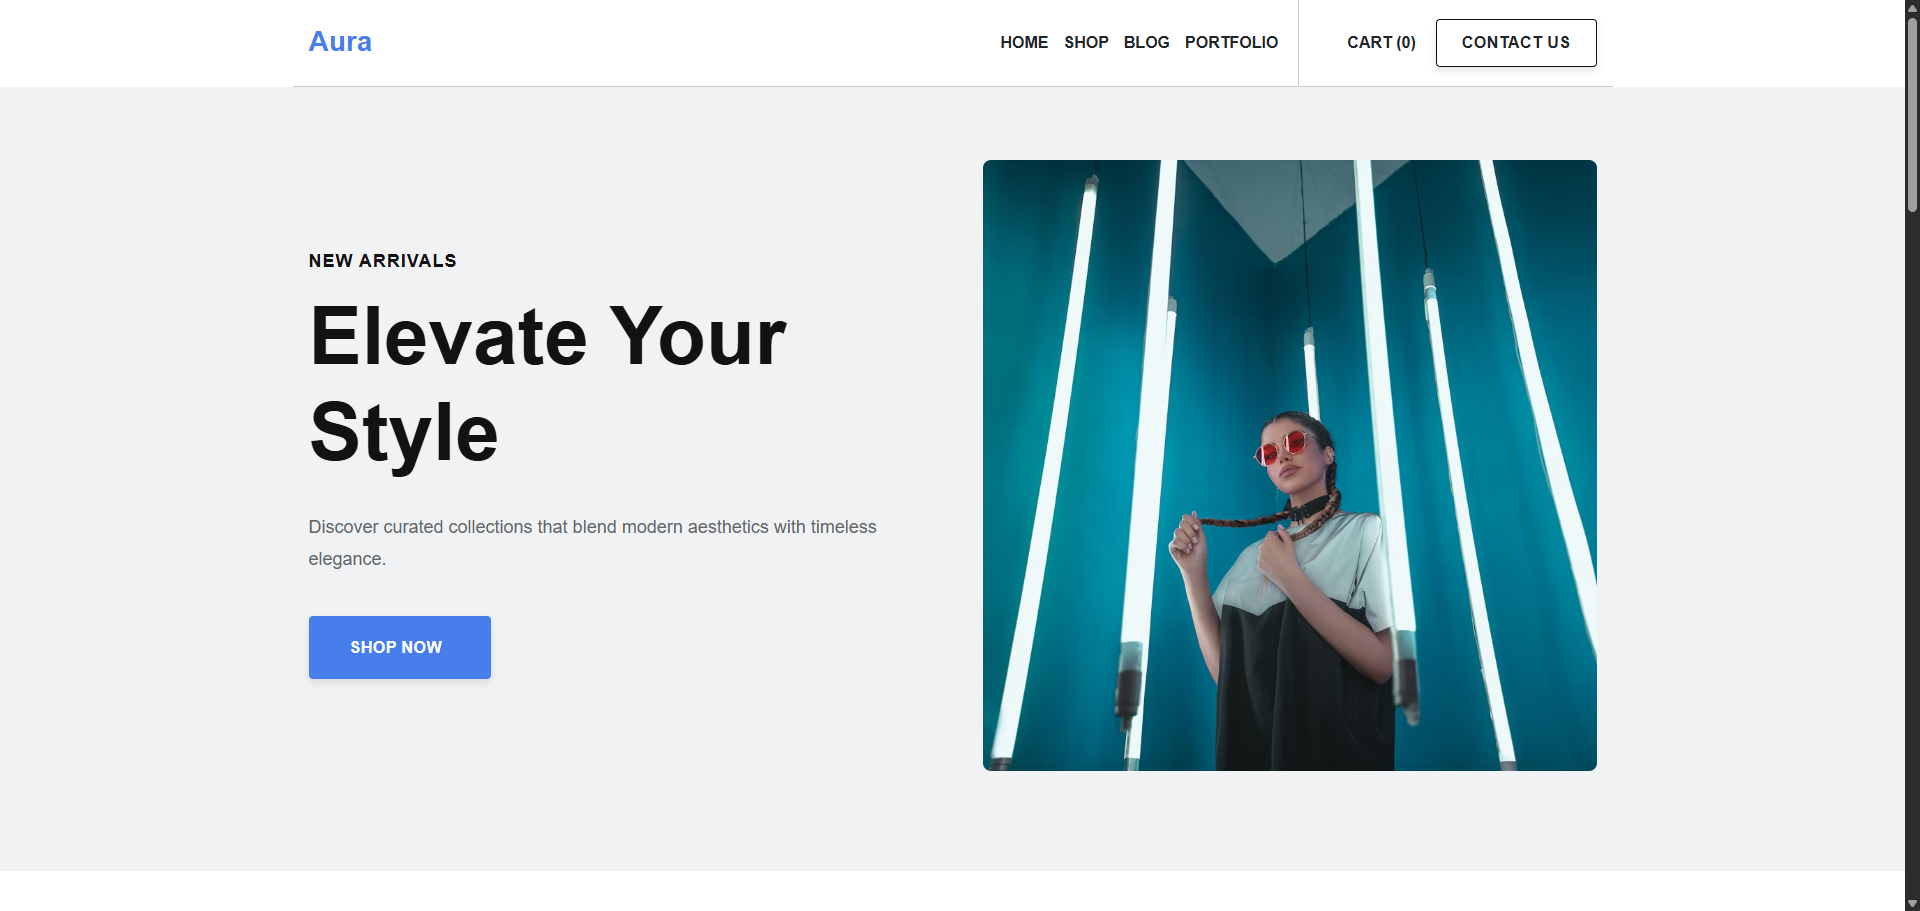 Aura
HOME SHOP BLOG PORTFOLIO CART (0) CONTACT US
NEW ARRIVALS
Elevate Your
Style
Discover curated collections that blend modern aesthetics with timeless
elegance.
SHOP NOW